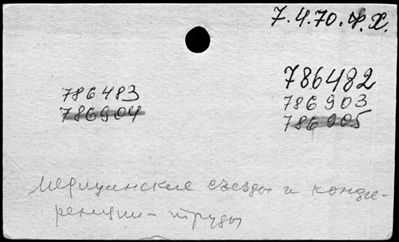 7.4.70. Ф.Х.
786482
786483 786903
786904 786905
медицинские съезды и конфе-
ренции - труды